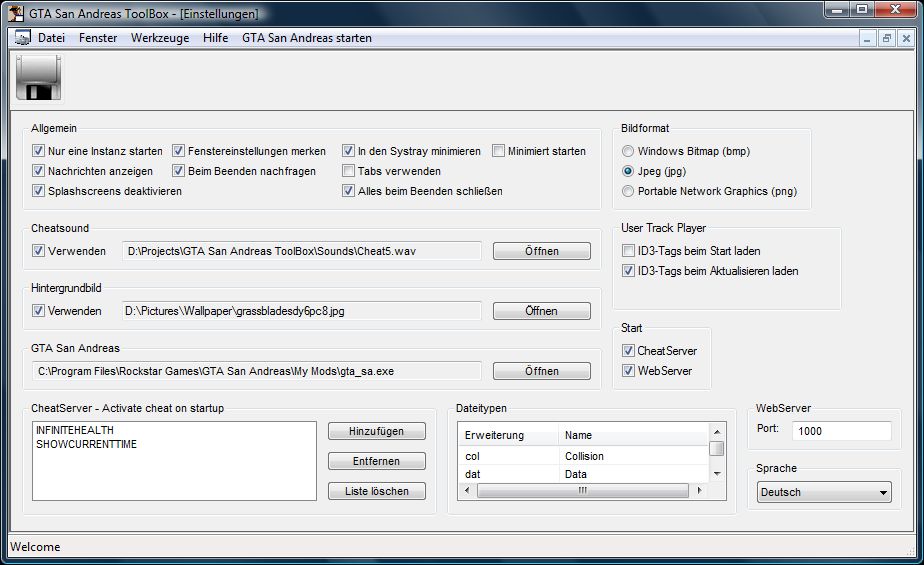 GTA San Andreas ToolBox - [Einstellungen]
Datei Fenster Werkzeuge Hilfe GTA San Andreas starten
Allgemein
Nur eine Instanz starten Fenstereinstellungen merken In den Systray minimieren Minimiert starten
Nachrichten anzeigen Beim Beenden nachfragen Tabs verwenden
Splashscreens deaktivieren Alles beim Beenden schließen
Bildformat
Windows Bitmap (bmp)
Jpeg (jpg)
Portable Network Graphics (png)
Cheatsound
Verwenden D:\Projects\GTA San Andreas ToolBox\Sounds\Cheat5.wav Öffnen
User Track Player
ID3-Tags beim Start laden
ID3-Tags beim Aktualisieren laden
Hintergrundbild
Verwenden D:\Pictures\Wallpaper\grassbladesdy6pc8.jpg Öffnen
GTA San Andreas
C:\Program Files\Rockstar Games\GTA San Andreas\My Mods\gta_sa.exe Öffnen
Start
CheatServer
WebServer
CheatServer - Activate cheat on startup
INFINITEHEALTH
SHOWCURRENTTIME
Hinzufügen
Entfernen
Liste löschen
Dateitypen
Erweiterung Name
col Collision
dat Data
WebServer
Port: 1000
Sprache
Deutsch
Welcome